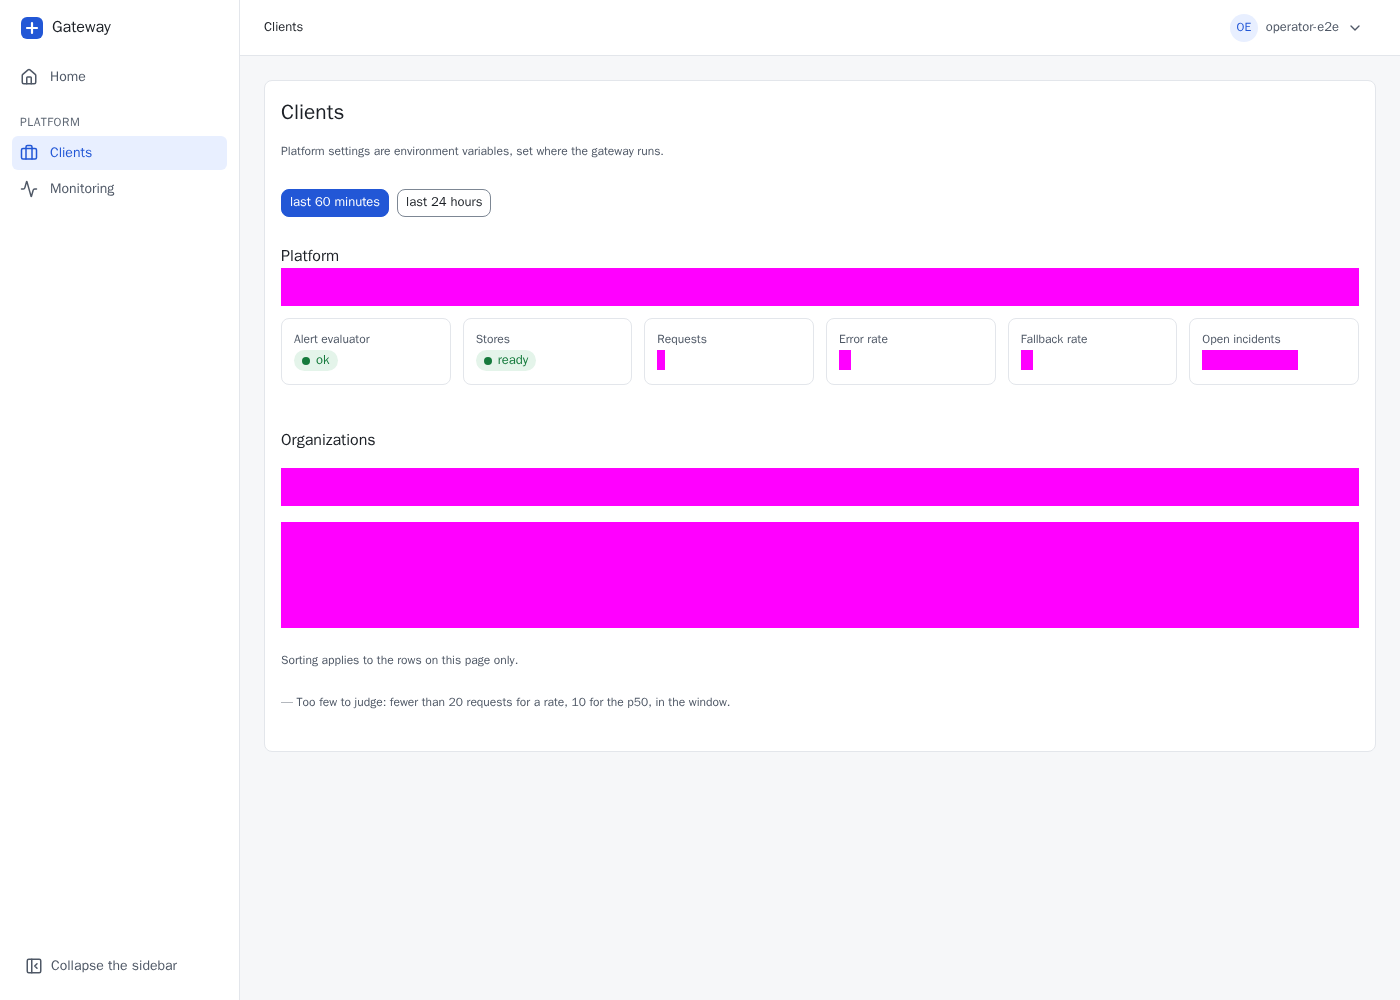 Gateway
Clients
OE
operator-e2e
Home
PLATFORM
Clients
Monitoring
Clients
Platform settings are environment variables, set where the gateway runs.
last 60 minutes
last 24 hours
Platform
Alert evaluator
ok
Stores
ready
Requests
Error rate
Fallback rate
Open incidents
Organizations
Sorting applies to the rows on this page only.
— Too few to judge: fewer than 20 requests for a rate, 10 for the p50, in the window.
Collapse the sidebar